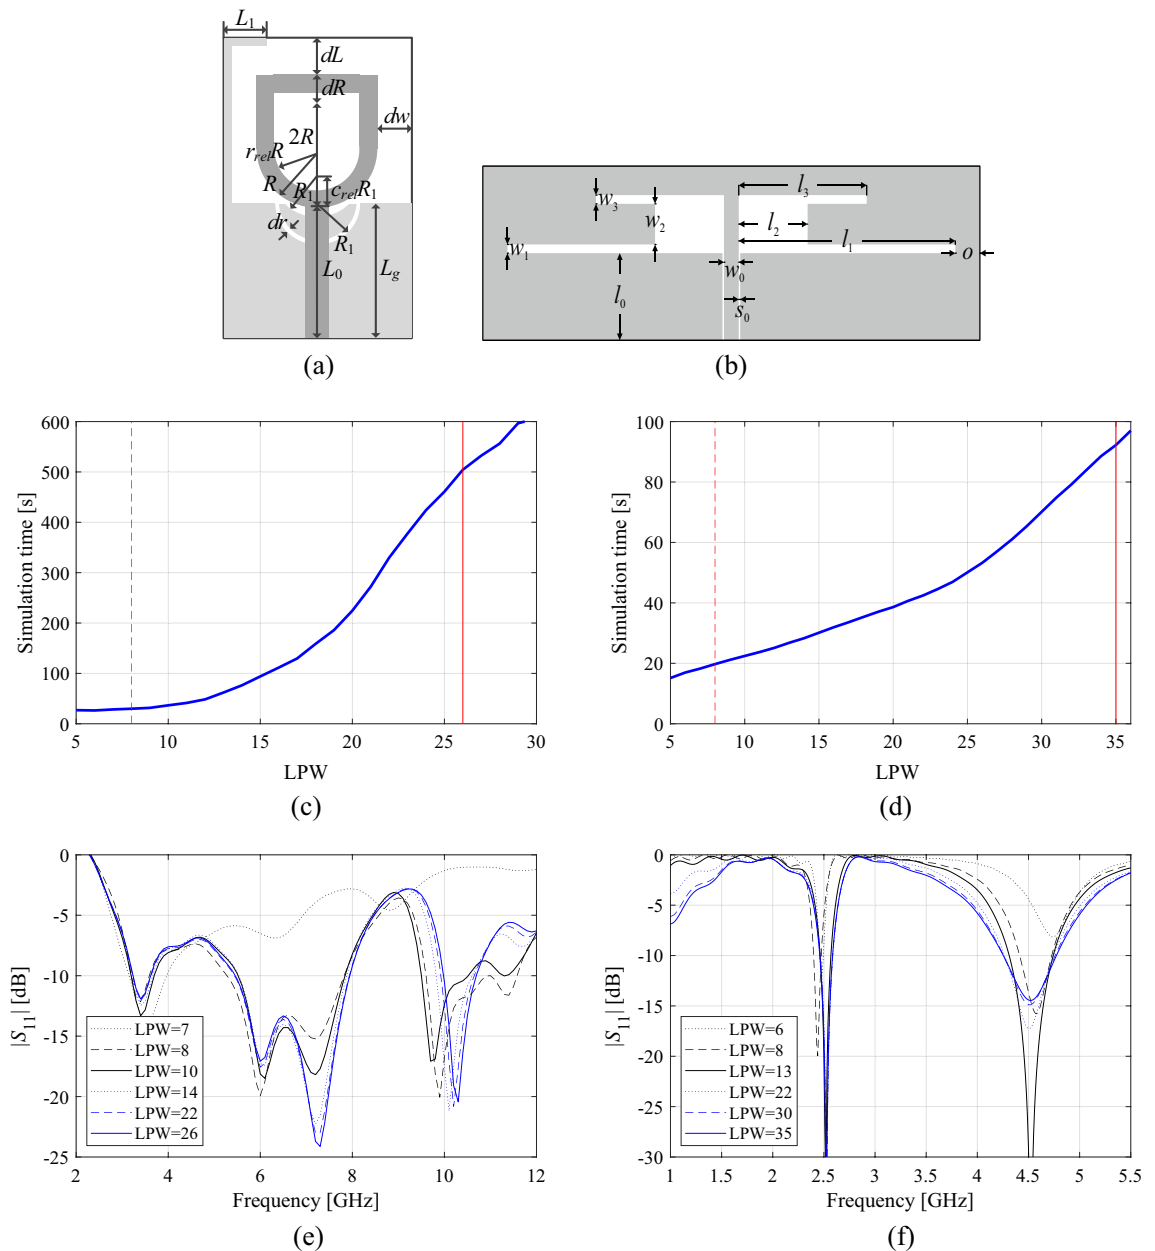 L1
dL
dR
dw
2R
r_rel R
R
R1
c_rel R1
dr
R1
L0
Lg
(a)
l3
w3
w2
l2
w1
l1
o
w0
l0
s0
(b)
600
500
400
300
200
100
0
5 10 15 20 25 30
Simulation time [s]
LPW
(c)
100
80
60
40
20
0
5 10 15 20 25 30 35
Simulation time [s]
LPW
(d)
0
-5
-10
-15
-20
-25
2 4 6 8 10 12
|S11| [dB]
LPW=7
LPW=8
LPW=10
LPW=14
LPW=22
LPW=26
Frequency [GHz]
(e)
0
-5
-10
-15
-20
-25
-30
1 1.5 2 2.5 3 3.5 4 4.5 5 5.5
|S11| [dB]
LPW=6
LPW=8
LPW=13
LPW=22
LPW=30
LPW=35
Frequency [GHz]
(f)